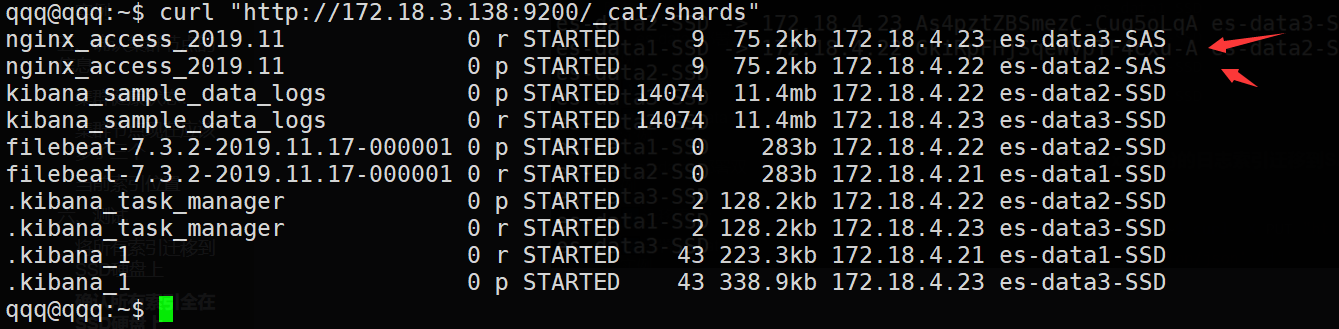 qqq@qqq:~$ curl "http://172.18.3.138:9200/_cat/shards"
nginx_access_2019.11 0 r STARTED 9 75.2kb 172.18.4.23 es-data3-SAS
nginx_access_2019.11 0 p STARTED 9 75.2kb 172.18.4.22 es-data2-SAS
kibana_sample_data_logs 0 p STARTED 14074 11.4mb 172.18.4.22 es-data2-SSD
kibana_sample_data_logs 0 r STARTED 14074 11.4mb 172.18.4.23 es-data3-SSD
filebeat-7.3.2-2019.11.17-000001 0 p STARTED 0 283b 172.18.4.22 es-data2-SSD
filebeat-7.3.2-2019.11.17-000001 0 r STARTED 0 283b 172.18.4.21 es-data1-SSD
.kibana_task_manager 0 p STARTED 2 128.2kb 172.18.4.22 es-data2-SSD
.kibana_task_manager 0 r STARTED 2 128.2kb 172.18.4.23 es-data3-SSD
.kibana_1 0 r STARTED 43 223.3kb 172.18.4.21 es-data1-SSD
.kibana_1 0 p STARTED 43 338.9kb 172.18.4.23 es-data3-SSD
qqq@qqq:~$